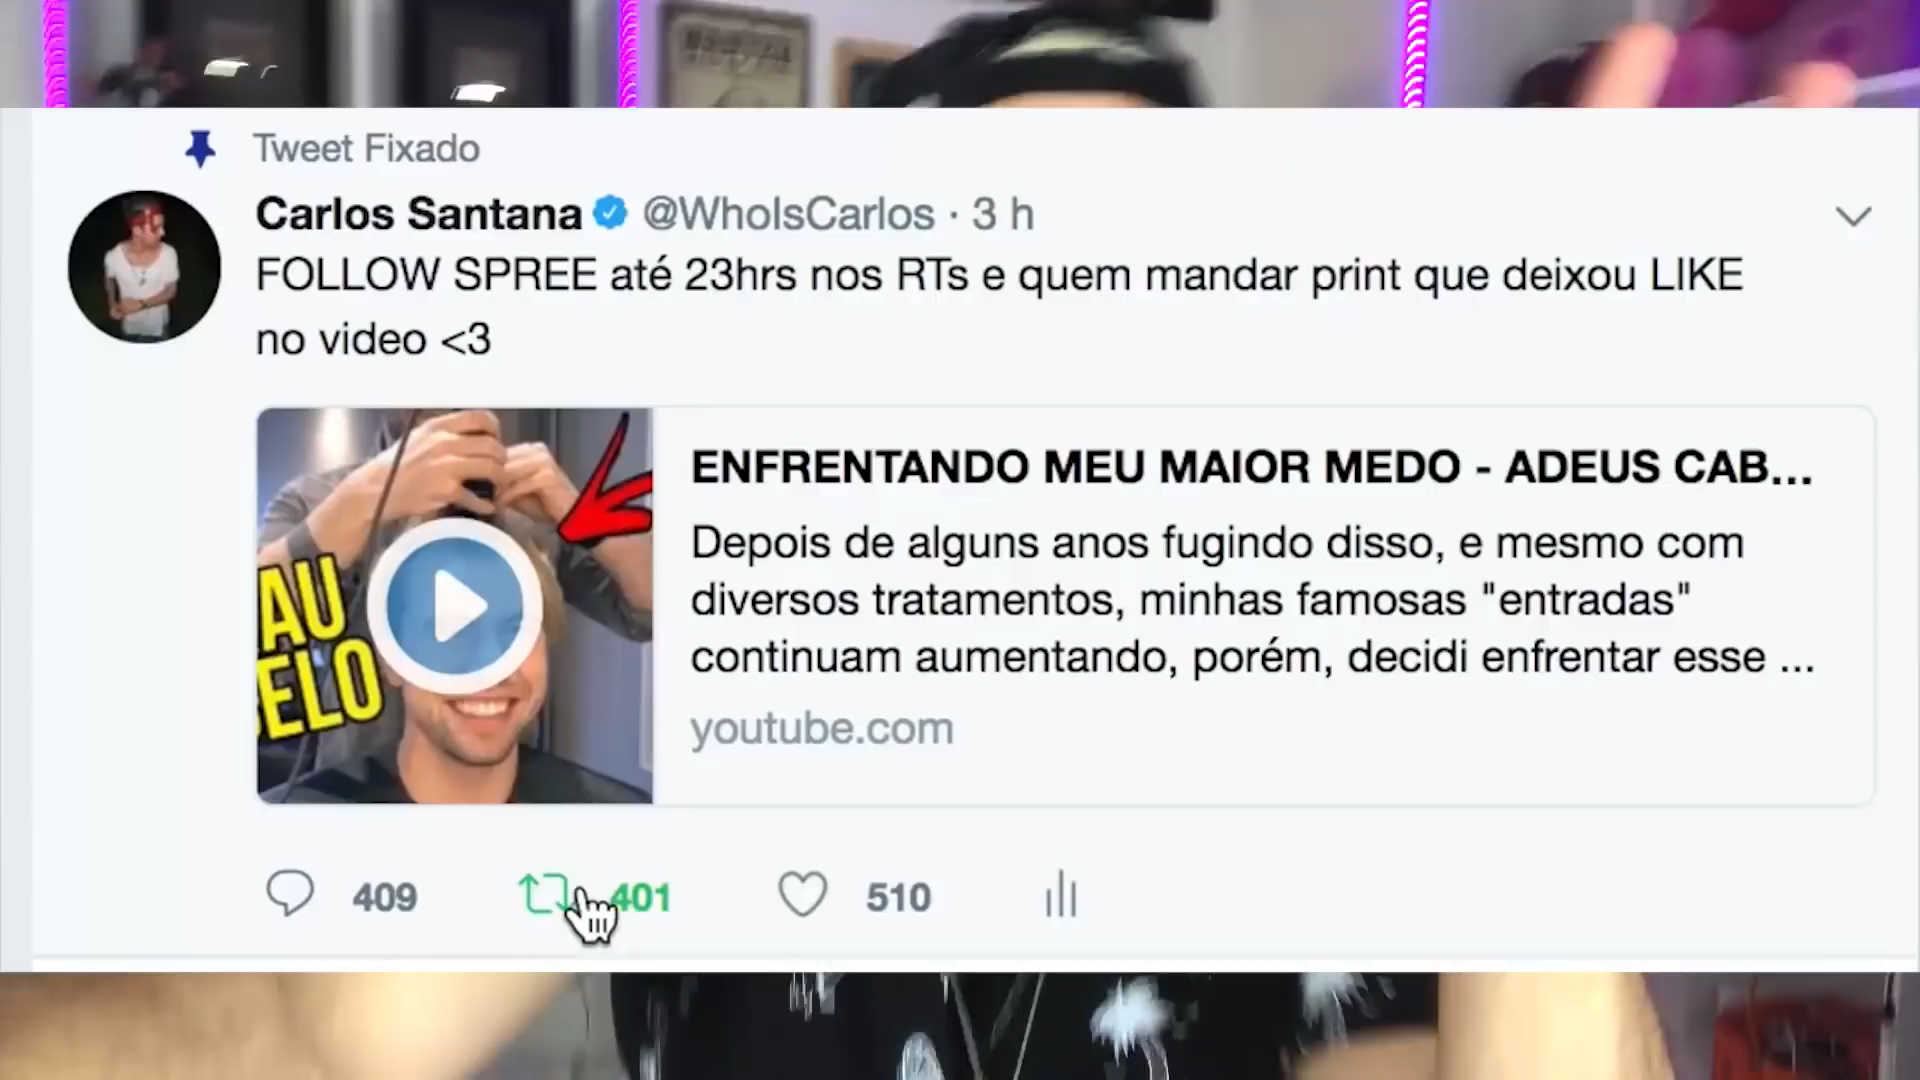 Tweet Fixado
Carlos Santana @WhoIsCarlos · 3 h
FOLLOW SPREE até 23hrs nos RTs e quem mandar print que deixou LIKE
no video <3
ENFRENTANDO MEU MAIOR MEDO - ADEUS CAB...
Depois de alguns anos fugindo disso, e mesmo com
diversos tratamentos, minhas famosas "entradas"
continuam aumentando, porém, decidi enfrentar esse ...
youtube.com
AU
ELO
409 401 510